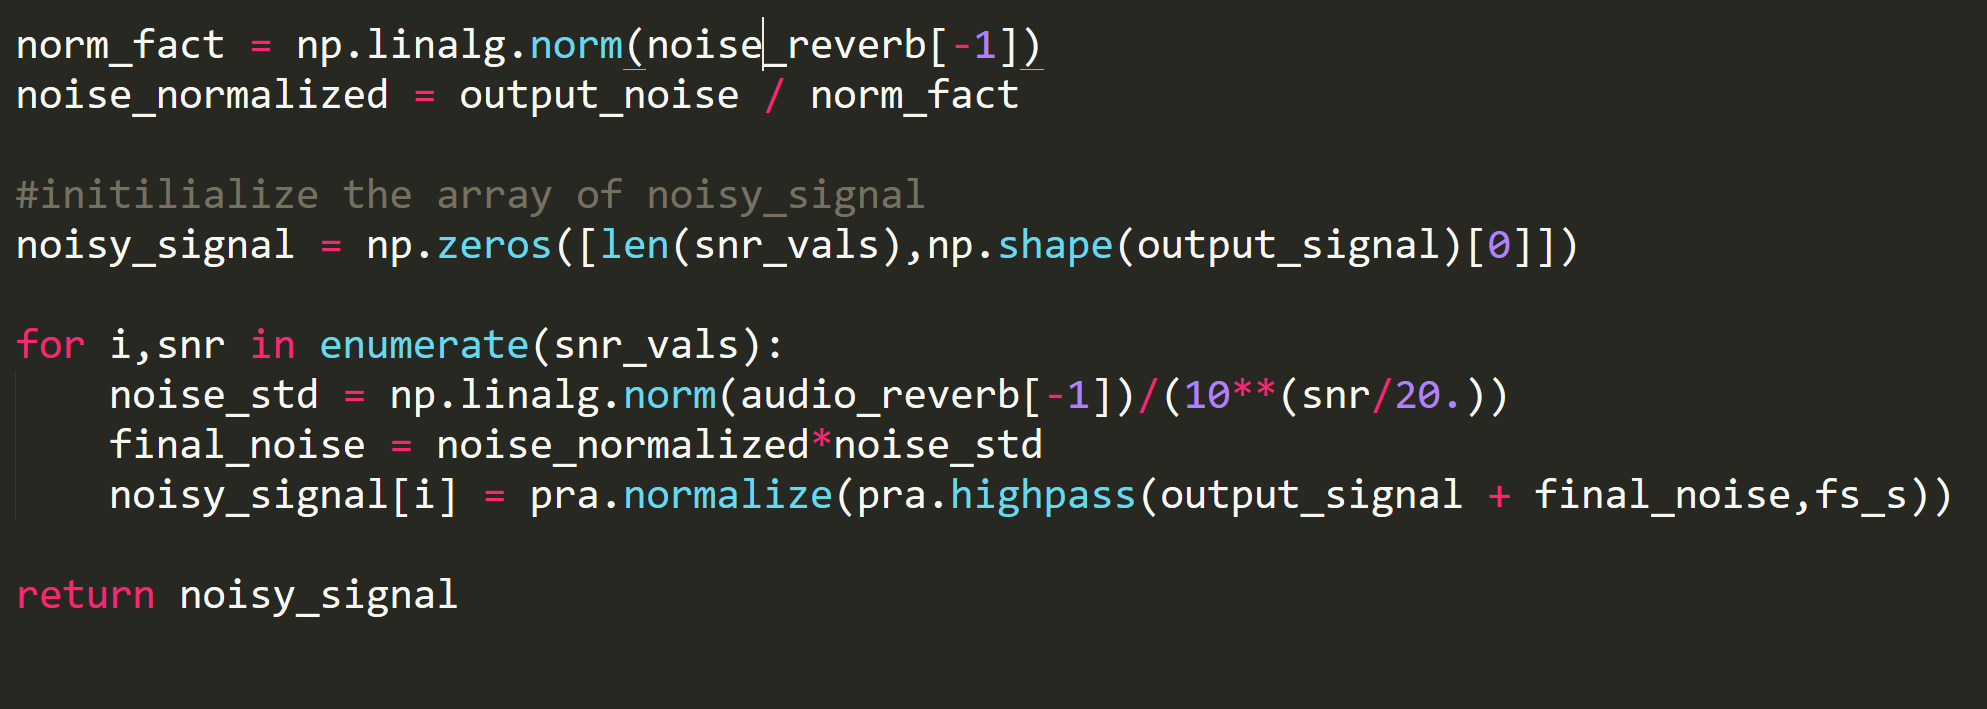 norm_fact = np.linalg.norm(noise_reverb[-1])
noise_normalized = output_noise / norm_fact
#initilialize the array of noisy_signal
noisy_signal = np.zeros([len(snr_vals),np.shape(output_signal)[0]])
for i,snr in enumerate(snr_vals):
    noise_std = np.linalg.norm(audio_reverb[-1])/(10**(snr/20.))
    final_noise = noise_normalized*noise_std
    noisy_signal[i] = pra.normalize(pra.highpass(output_signal + final_noise,fs_s))
return noisy_signal